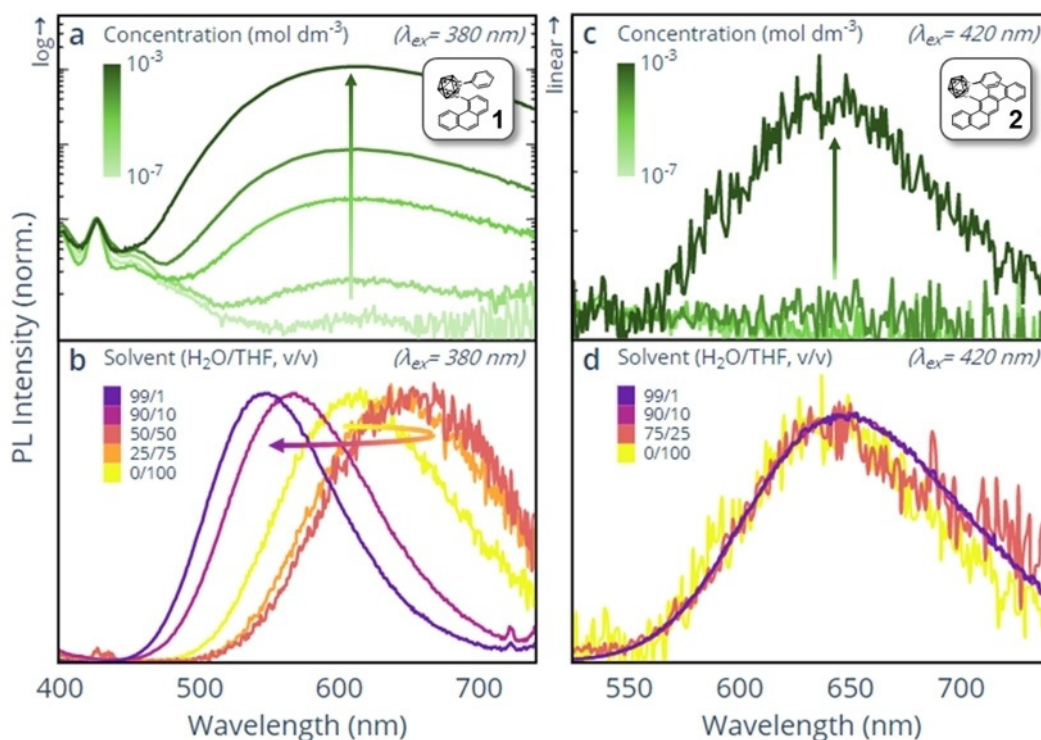 a Concentration (mol dm⁻³) (λex= 380 nm)
10⁻³
10⁻⁷
1
log→
c Concentration (mol dm⁻³) (λex= 420 nm)
10⁻³
10⁻⁷
2
linear→
PL Intensity (norm.)
b Solvent (H₂O/THF, v/v) (λex= 380 nm)
99/1
90/10
50/50
25/75
0/100
d Solvent (H₂O/THF, v/v) (λex= 420 nm)
99/1
90/10
75/25
0/100
400 500 600 700
Wavelength (nm)
550 600 650 700
Wavelength (nm)